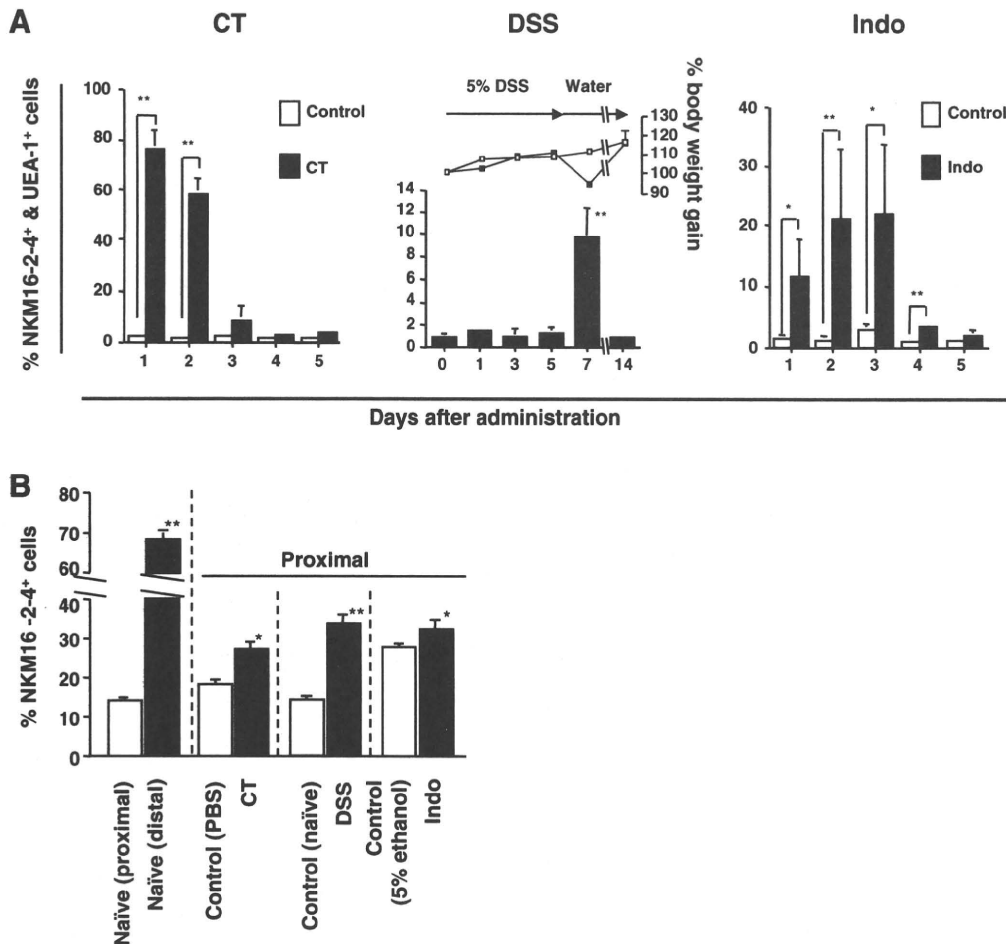 A
CT
DSS
Indo
% NKM16-2-4+ & UEA-1+ cells
100
80
60
40
20
0
**
**
Control
CT
1 2 3 4 5
5% DSS Water
% body weight gain
130
120
110
100
90
14
12
10
8
6
4
2
0
**
0 1 3 5 7 14
40
30
20
10
0
*
**
*
**
Control
Indo
1 2 3 4 5
Days after administration
B
% NKM16 -2-4+ cells
80
70
60
40
30
20
10
0
**
Proximal
*
**
*
Naïve (proximal)
Naïve (distal)
Control (PBS)
CT
Control (naïve)
DSS
Control
(5% ethanol)
Indo